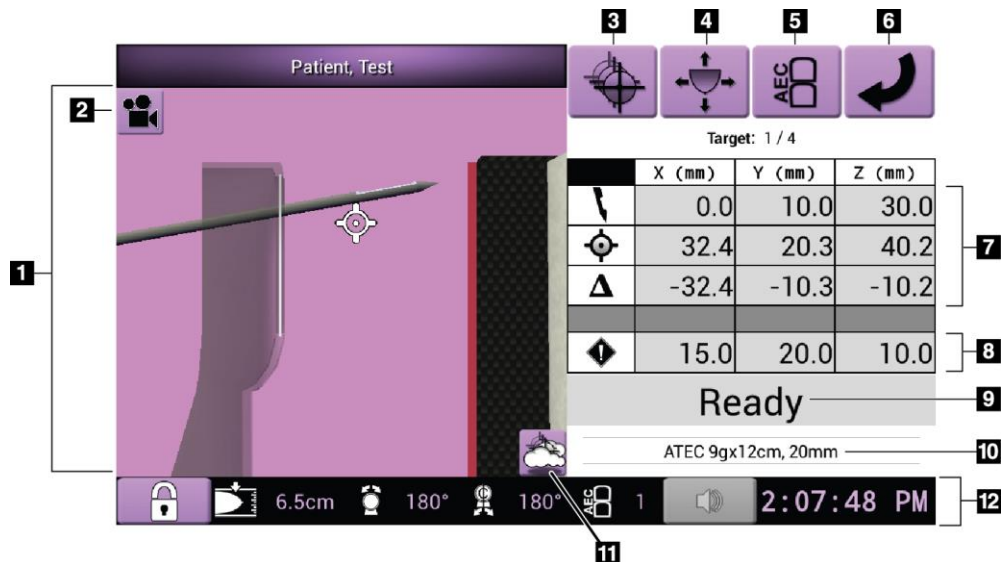 3 4 5 6
Patient, Test
AEC
1
2
Target: 1 / 4
X (mm) Y (mm) Z (mm)
0.0 10.0 30.0
32.4 20.3 40.2
7
Δ -32.4 -10.3 -10.2
! 15.0 20.0 10.0
8
Ready
9
ATEC 9gx12cm, 20mm
10
6.5cm 180° C 180° AEC 1 2:07:48 PM
12
11